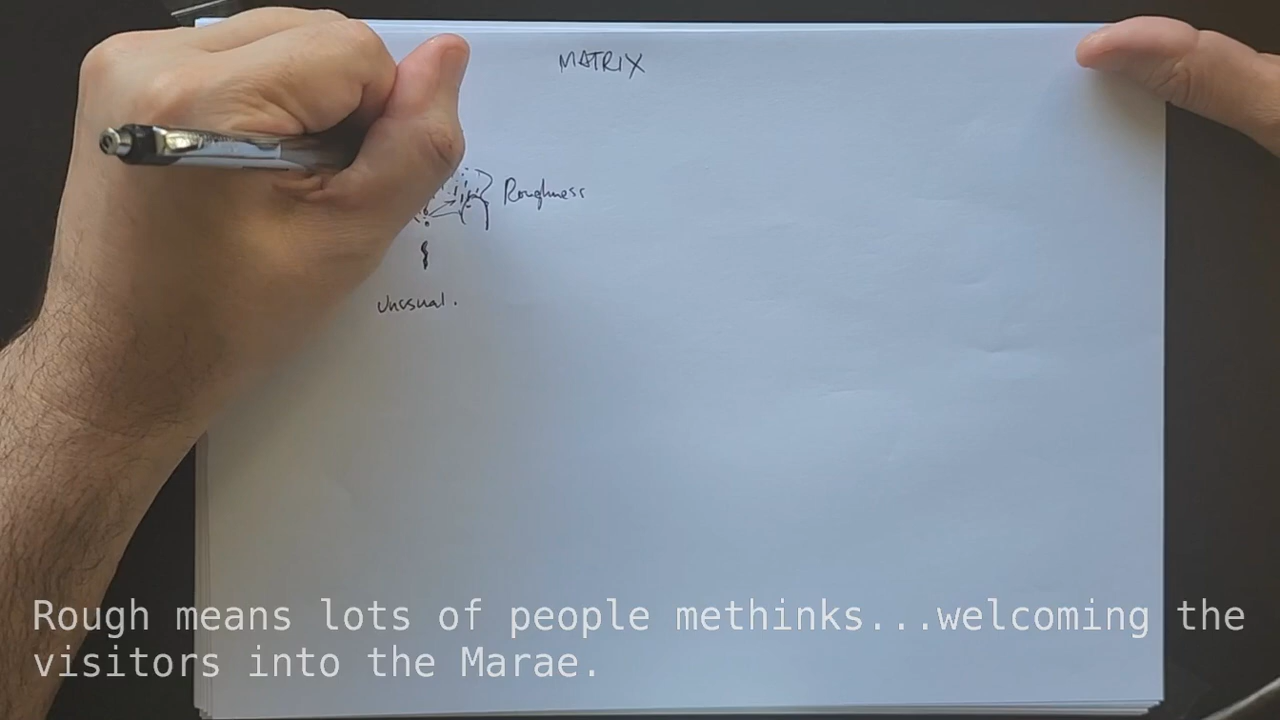 MATRIX
Roughness
Unusual.
Rough means lots of people methinks...welcoming the
visitors into the Marae.